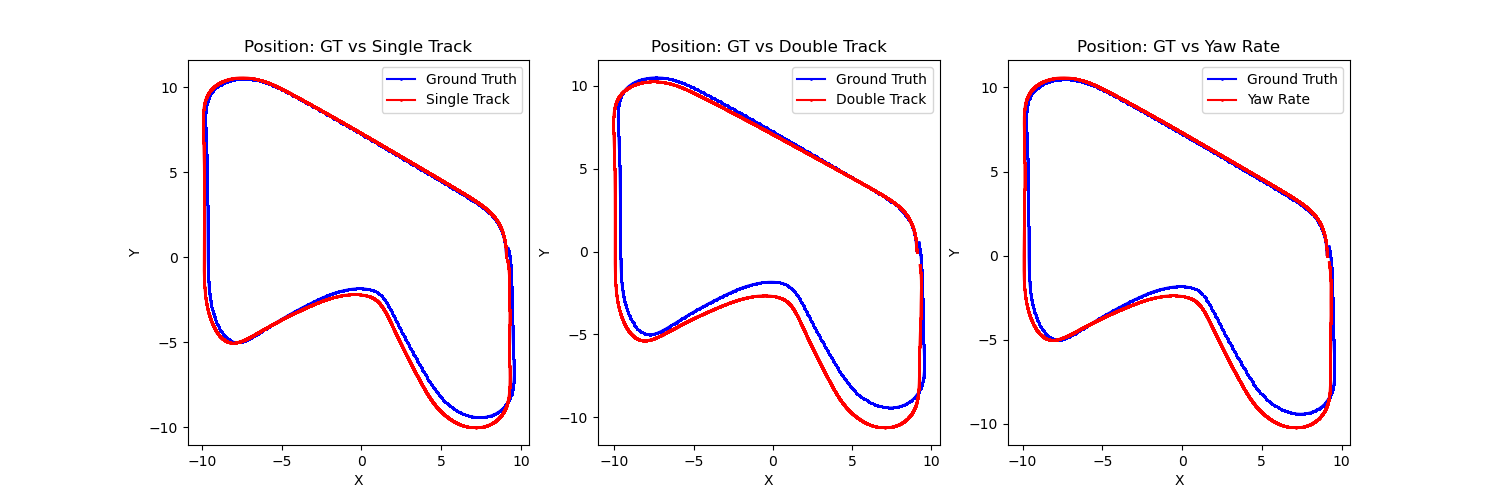 Position: GT vs Single Track
Ground Truth
Single Track
10
5
0
−5
−10
Y
−10
−5
0
5
10
X
Position: GT vs Double Track
Ground Truth
Double Track
10
5
0
−5
−10
Y
−10
−5
0
5
10
X
Position: GT vs Yaw Rate
Ground Truth
Yaw Rate
10
5
0
−5
−10
Y
−10
−5
0
5
10
X